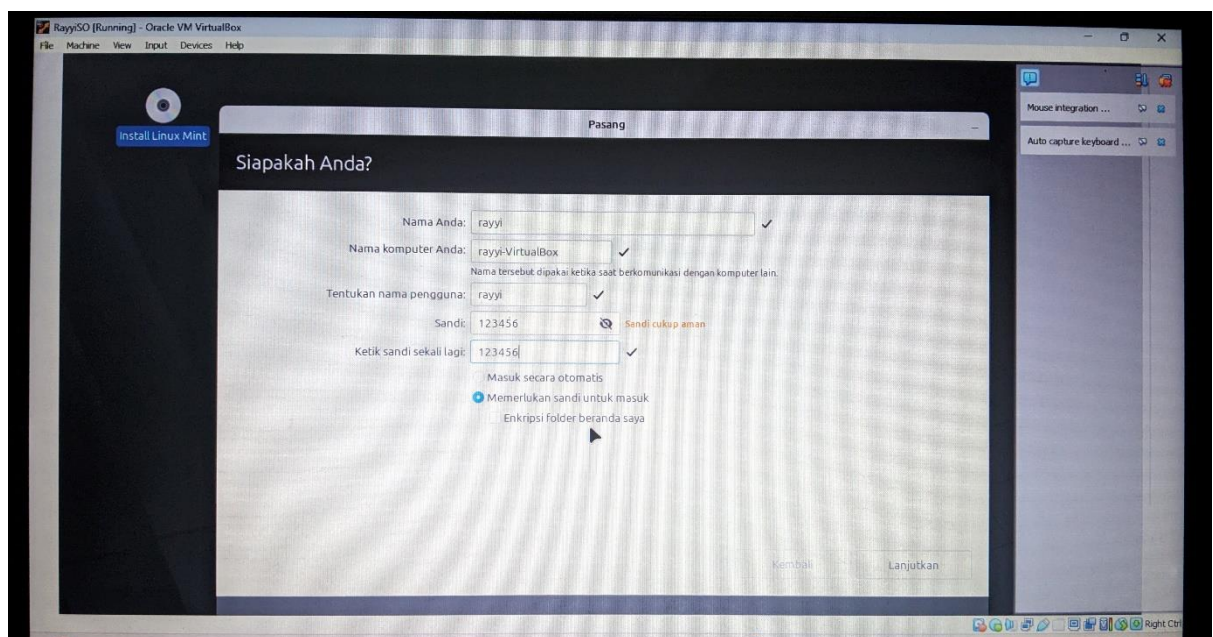 RayyiSO [Running] - Oracle VM VirtualBox
File Machine View Input Devices Help
Install Linux Mint
Pasang
Siapakah Anda?
Nama Anda: rayyi
Nama komputer Anda: rayyi-VirtualBox
Nama tersebut dipakai ketika saat berkomunikasi dengan komputer lain.
Tentukan nama pengguna: rayyi
Sandi: 123456 Sandi cukup aman
Ketik sandi sekali lagi: 123456
Masuk secara otomatis
Memerlukan sandi untuk masuk
Enkripsi folder beranda saya
Kembali Lanjutkan
Mouse integration ...
Auto capture keyboard ...
Right Ctrl